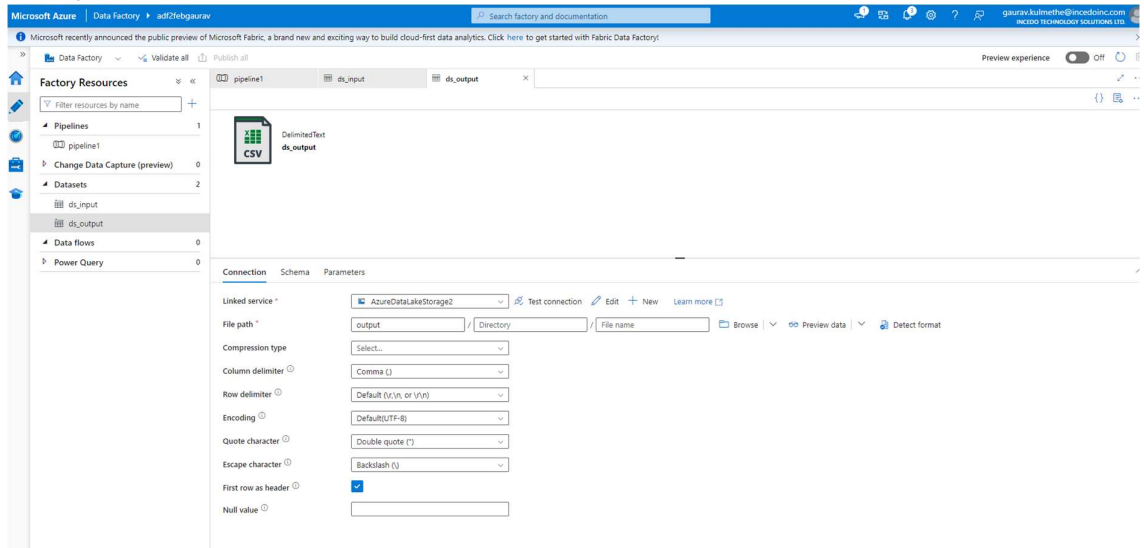 Microsoft Azure | Data Factory ▸ adf2febgaurav
Search factory and documentation
gaurav.kulmethe@incedoinc.com
INCEDO TECHNOLOGY SOLUTIONS LTD.
Microsoft recently announced the public preview of Microsoft Fabric, a brand new and exciting way to build cloud-first data analytics. Click here to get started with Fabric Data Factory!
Data Factory Validate all Publish all
Preview experience Off
Factory Resources
pipeline1 ds_input ds_output
Filter resources by name
Pipelines 1
pipeline1
Change Data Capture (preview) 0
Datasets 2
ds_input
ds_output
Data flows 0
Power Query 0
CSV
DelimitedText
ds_output
Connection Schema Parameters
Linked service * AzureDataLakeStorage2 Test connection Edit New Learn more
File path * output / Directory / File name Browse Preview data Detect format
Compression type Select...
Column delimiter Comma (,)
Row delimiter Default (\r,\n, or \r\n)
Encoding Default(UTF-8)
Quote character Double quote (")
Escape character Backslash (\)
First row as header
Null value